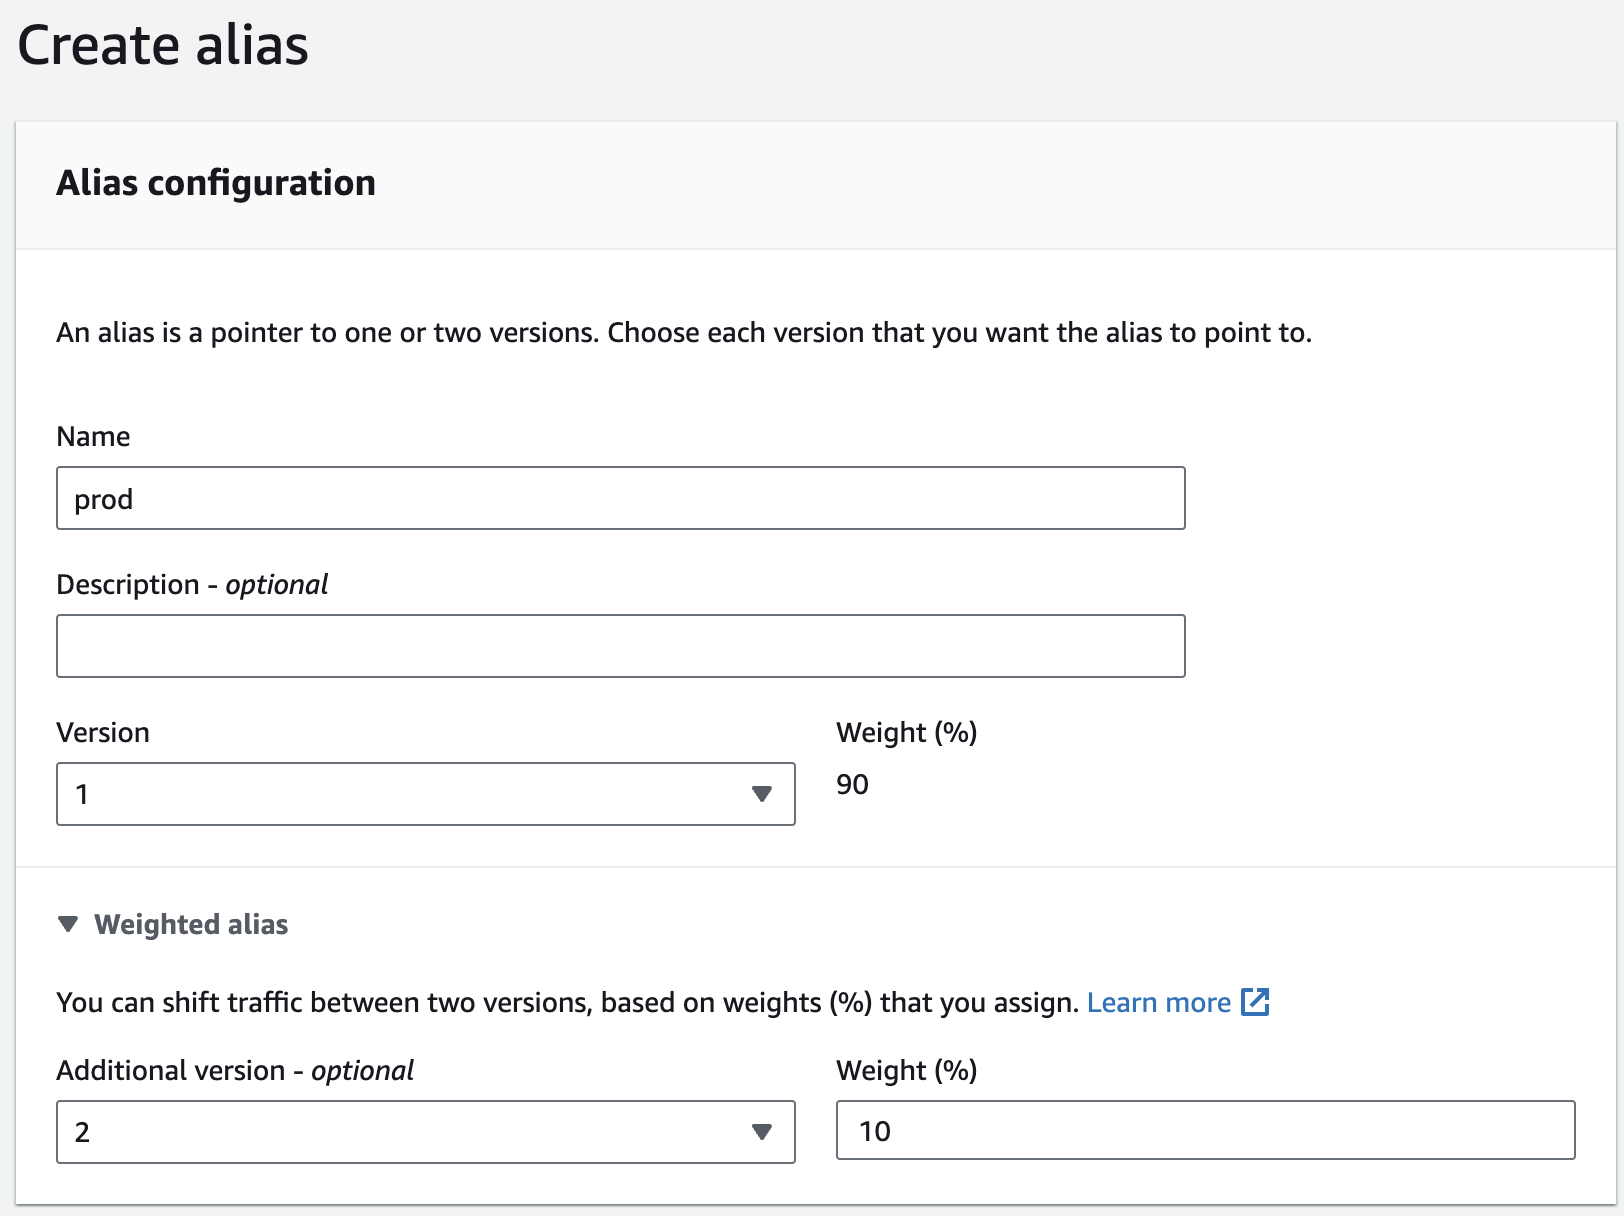 Create alias
Alias configuration
An alias is a pointer to one or two versions. Choose each version that you want the alias to point to.
Name
prod
Description - optional
Version
Weight (%)
1
90
Weighted alias
You can shift traffic between two versions, based on weights (%) that you assign. Learn more
Additional version - optional
Weight (%)
2
10